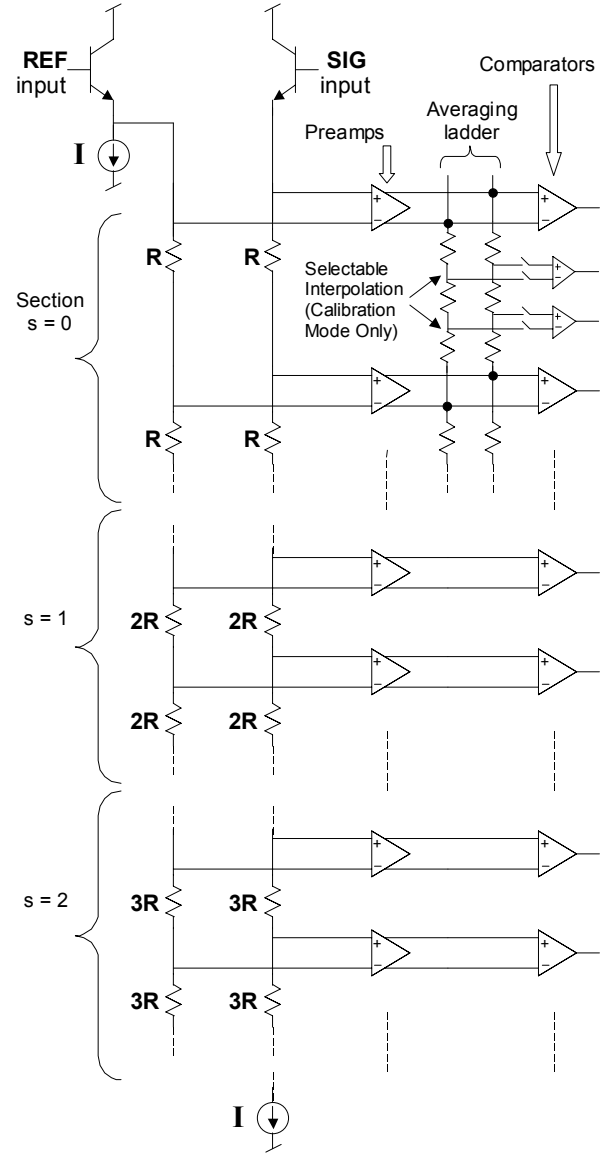 REF
input
SIG
input
Comparators
Averaging
ladder
Preamps
I
R
R
Selectable
Interpolation
(Calibration
Mode Only)
Section
s = 0
R
R
s = 1
2R
2R
2R
2R
s = 2
3R
3R
3R
3R
I
+
−
+
−
+
−
+
−
+
−
+
−
+
−
+
−
+
−
+
−
+
−
+
−
+
−
+
−